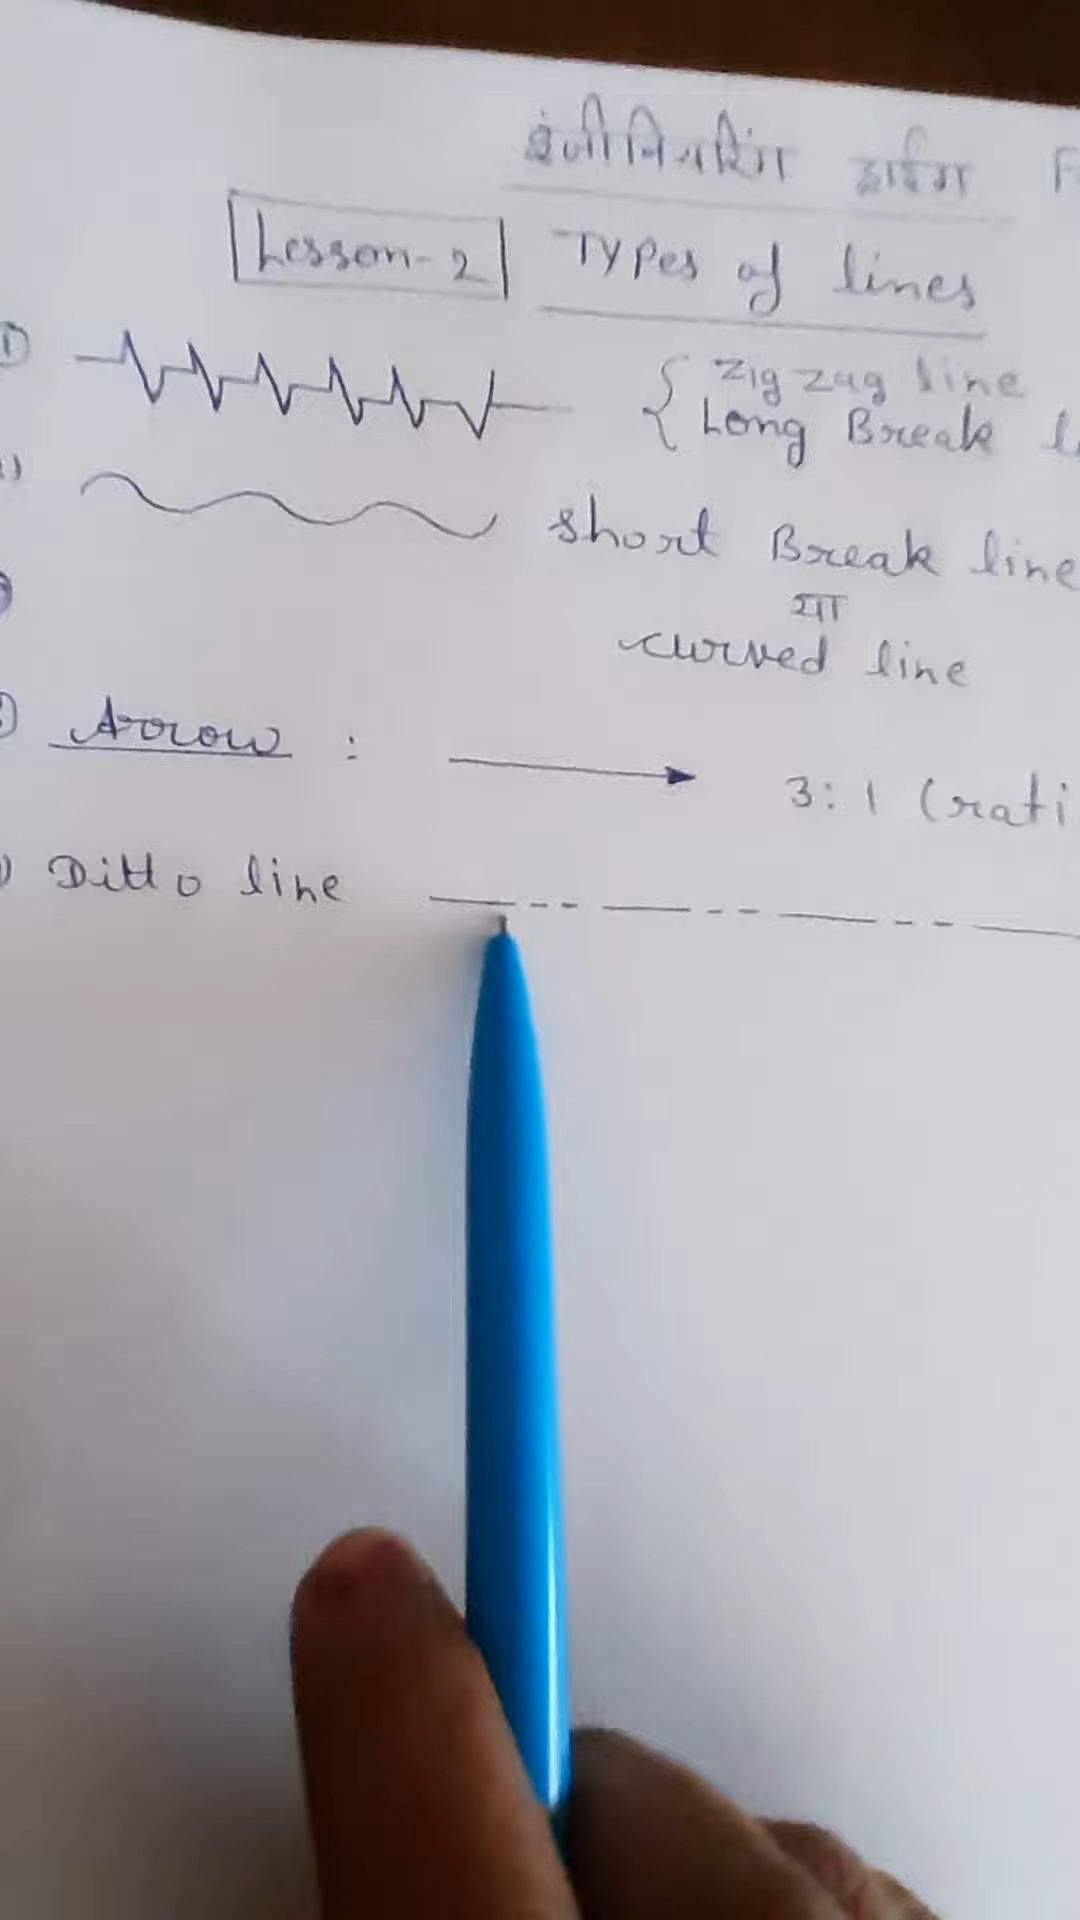 इंजीनियरिंग ड्राइंग
Lesson-2 Types of lines
Zig zag line
Long Break
Short Break line
या
curved line
Arrow : 3:1
Ditto line